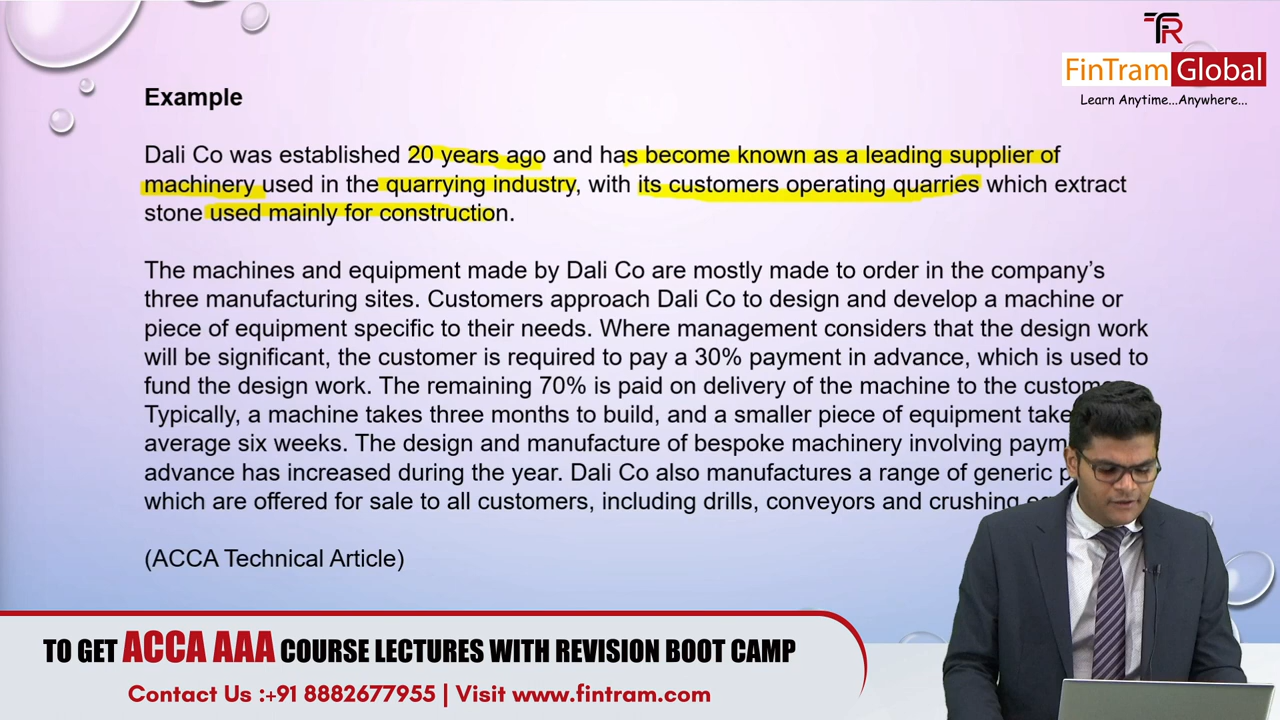 FinTram Global
Learn Anytime...Anywhere...
Example
Dali Co was established 20 years ago and has become known as a leading supplier of
machinery used in the quarrying industry, with its customers operating quarries which extract
stone used mainly for construction.
The machines and equipment made by Dali Co are mostly made to order in the company's
three manufacturing sites. Customers approach Dali Co to design and develop a machine or
piece of equipment specific to their needs. Where management considers that the design work
will be significant, the customer is required to pay a 30% payment in advance, which is used to
fund the design work. The remaining 70% is paid on delivery of the machine to the
Typically, a machine takes three months to build, and a smaller piece of equipment
average six weeks. The design and manufacture of bespoke machinery involving
advance has increased during the year. Dali Co also manufactures a range of generic
which are offered for sale to all customers, including drills, conveyors and crushing
(ACCA Technical Article)
TO GET ACCA AAA COURSE LECTURES WITH REVISION BOOT CAMP
Contact Us :+91 8882677955 | Visit www.fintram.com